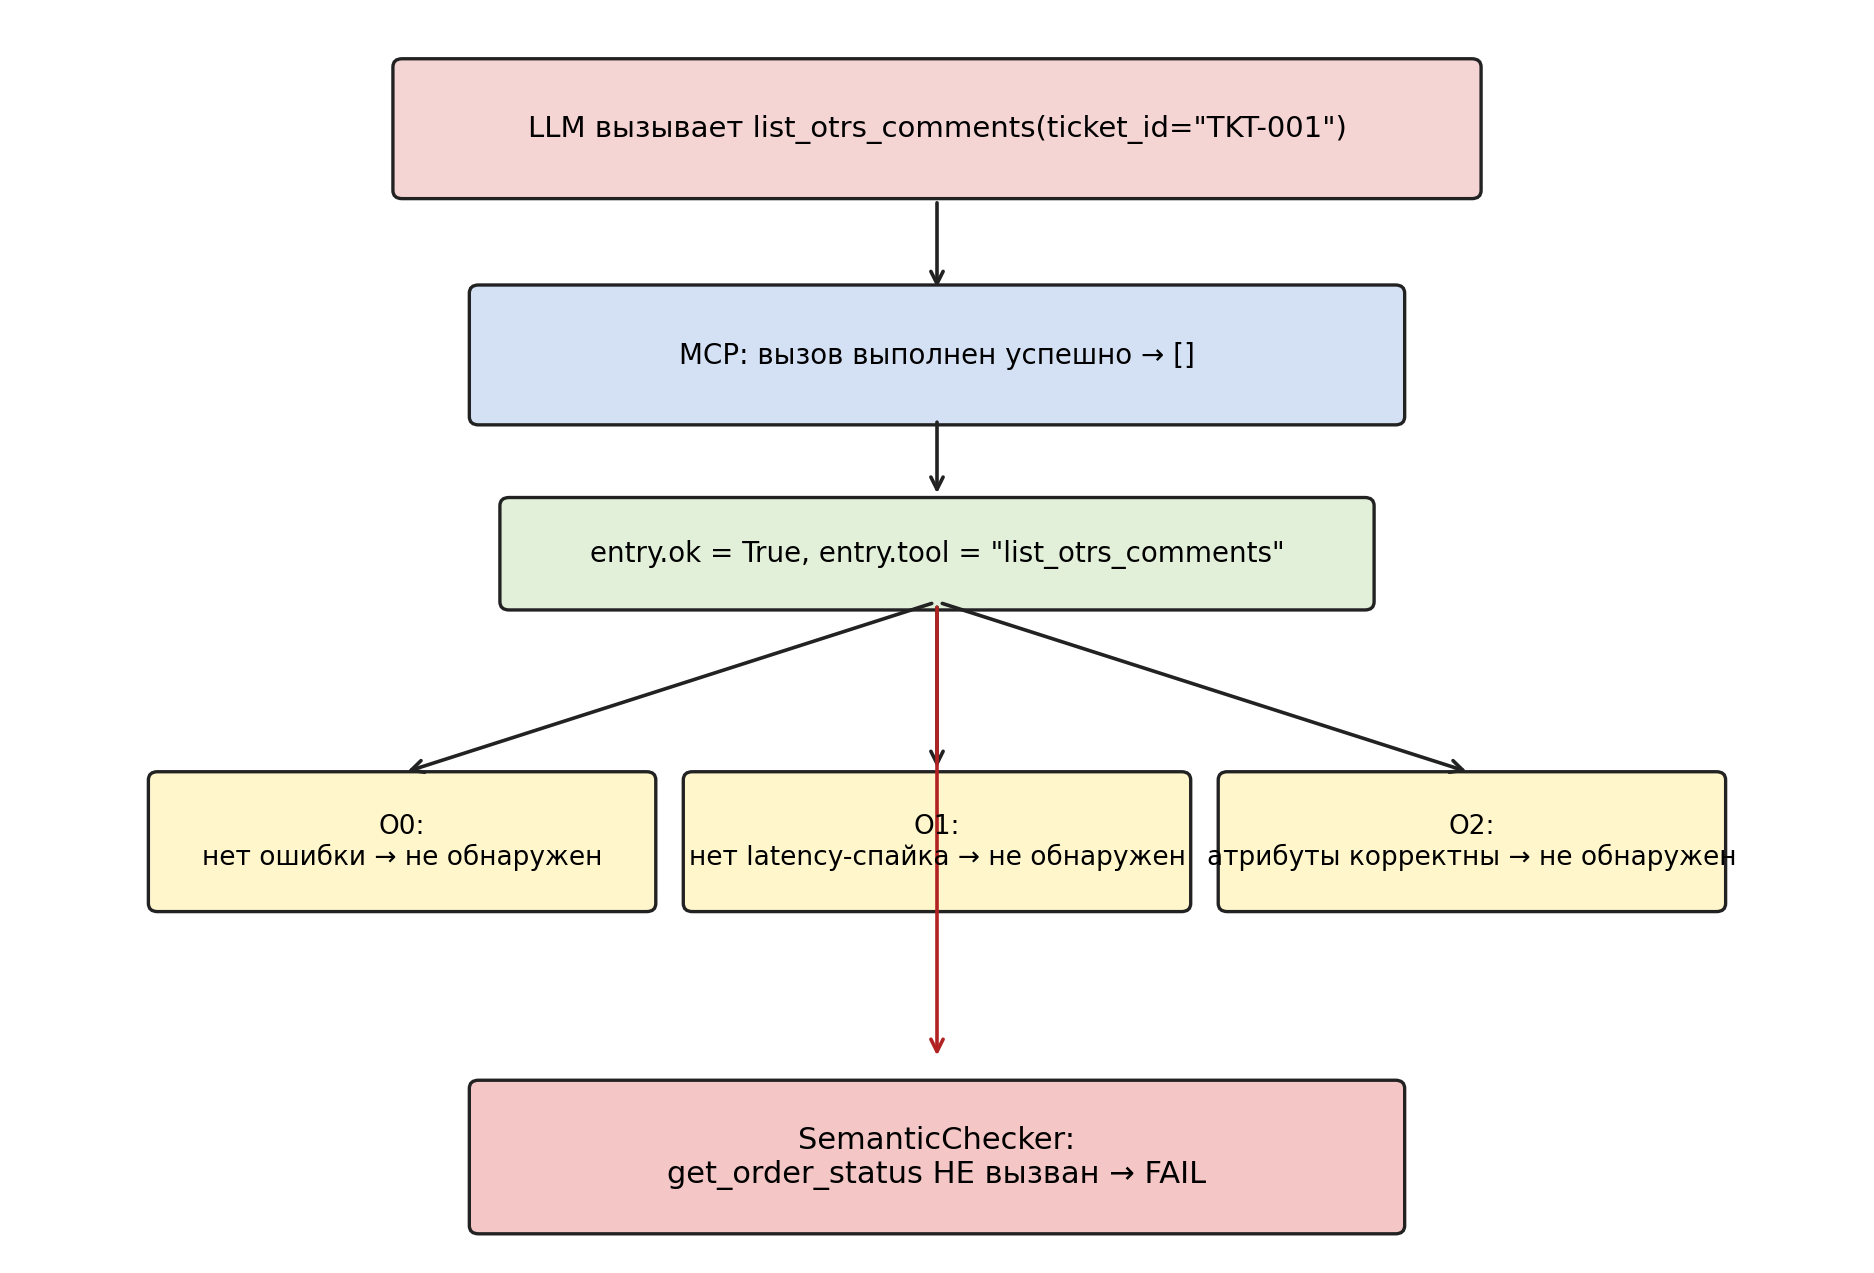 LLM вызывает list_otrs_comments(ticket_id="TKT-001")
MCP: вызов выполнен успешно → []
entry.ok = True, entry.tool = "list_otrs_comments"
O0:
нет ошибки → не обнаружен
O1:
нет latency-спайка → не обнаружен
O2:
атрибуты корректны → не обнаружен
SemanticChecker:
get_order_status НЕ вызван → FAIL